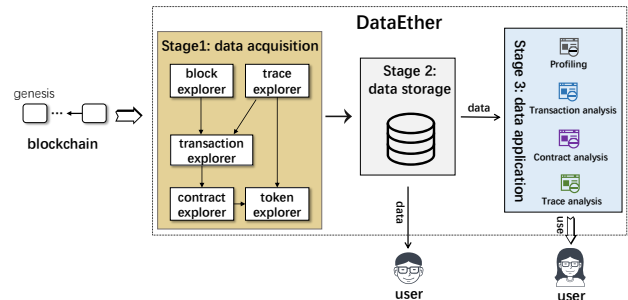 DataEther
Stage1: data acquisition
block
explorer
trace
explorer
transaction
explorer
contract
explorer
token
explorer
genesis
blockchain
Stage 2:
data storage
data
data
Stage 3: data application
Profiling
Transaction analysis
Contract analysis
Trace analysis
use
user
user